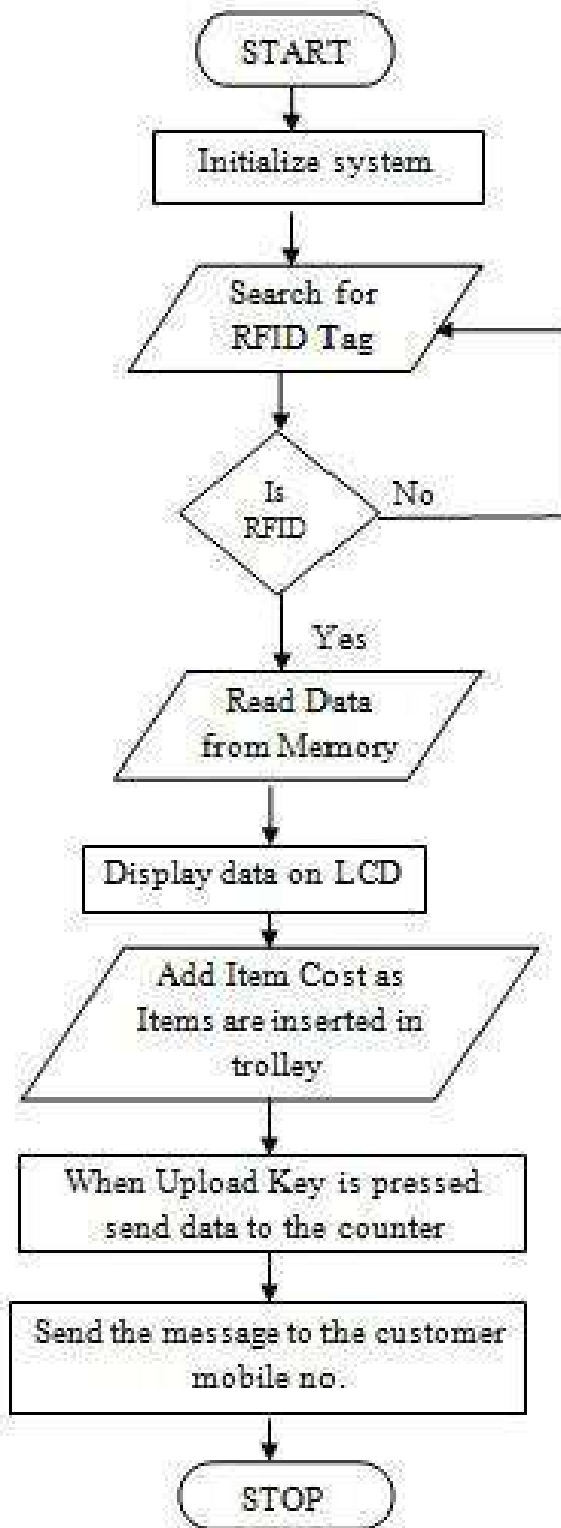 START
Initialize system
Search for
RFID Tag
Is
RFID
No
Yes
Read Data
from Memory
Display data on LCD
Add Item Cost as
Items are inserted in
trolley
When Upload Key is pressed
send data to the counter
Send the message to the customer
mobile no.
STOP